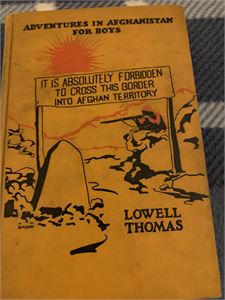 ADVENTURES IN AFGHANISTAN
FOR BOYS
IT IS ABSOLUTELY FORBIDDEN
TO CROSS THIS BORDER
INTO AFGHAN TERRITORY
LOWELL
THOMAS